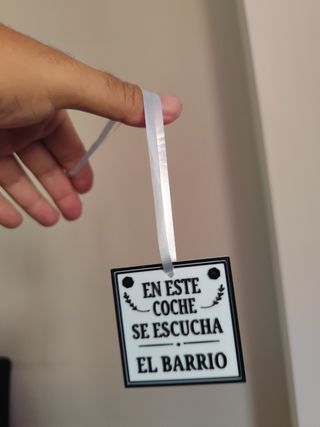 EN ESTE
COCHE
SE ESCUCHA
EL BARRIO